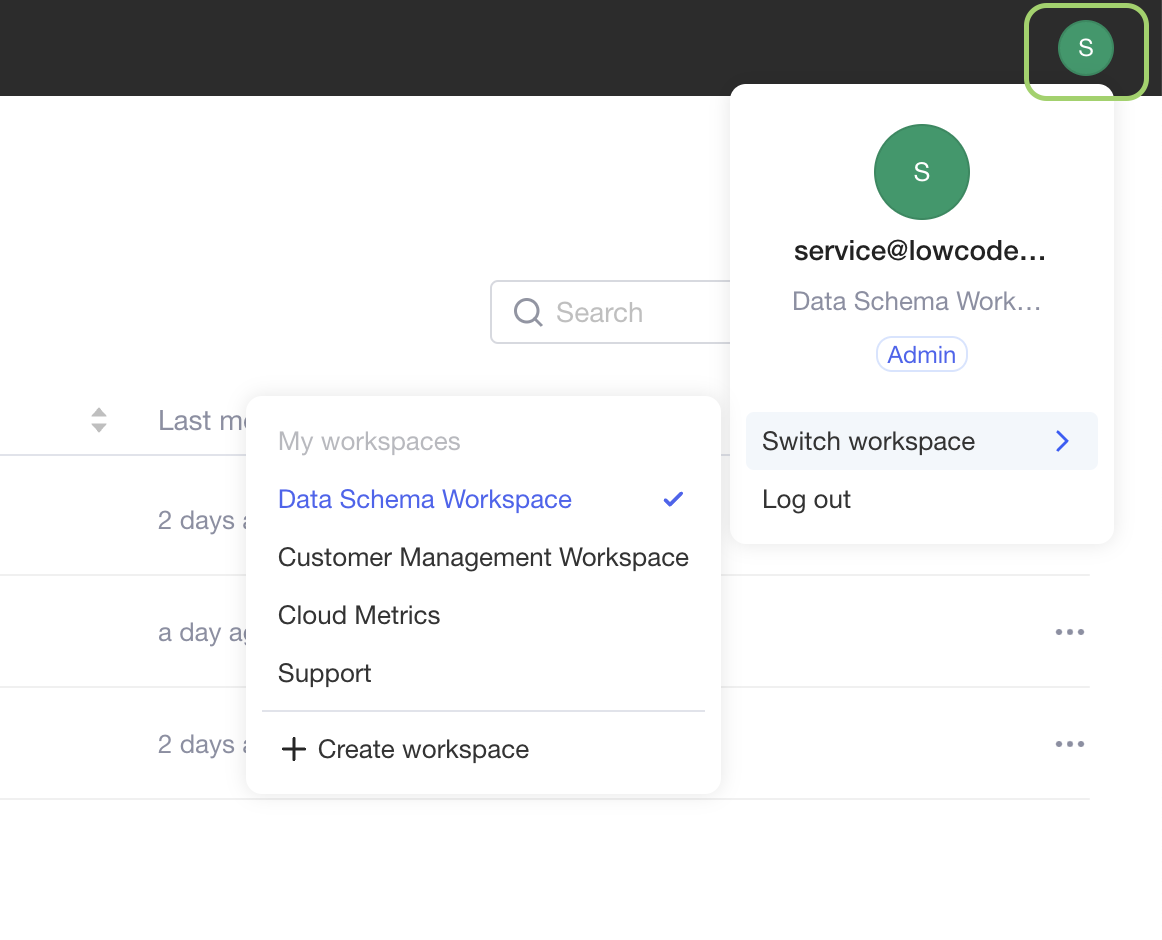 S
S
service@lowcode...
Data Schema Work...
Admin
Search
Switch workspace
Log out
Last
My workspaces
Data Schema Workspace
Customer Management Workspace
Cloud Metrics
Support
Create workspace
2 days
a day
2 days